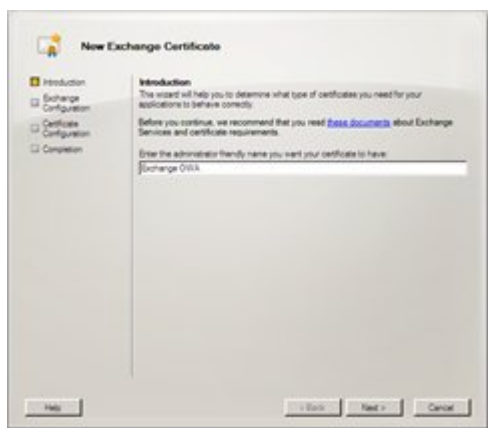 New Exchange Certificate
Introduction
Exchange
Configuration
Certificate
Configuration
Completion
Introduction
This wizard will help you to determine what type of certificates you need for your
applications to behave correctly.
Before you continue, we recommend that you read these documents about Exchange
Services and certificate requirements.
Enter the administrator friendly name you want your certificate to have:
Exchange OWA
Help
< Back
Next >
Cancel